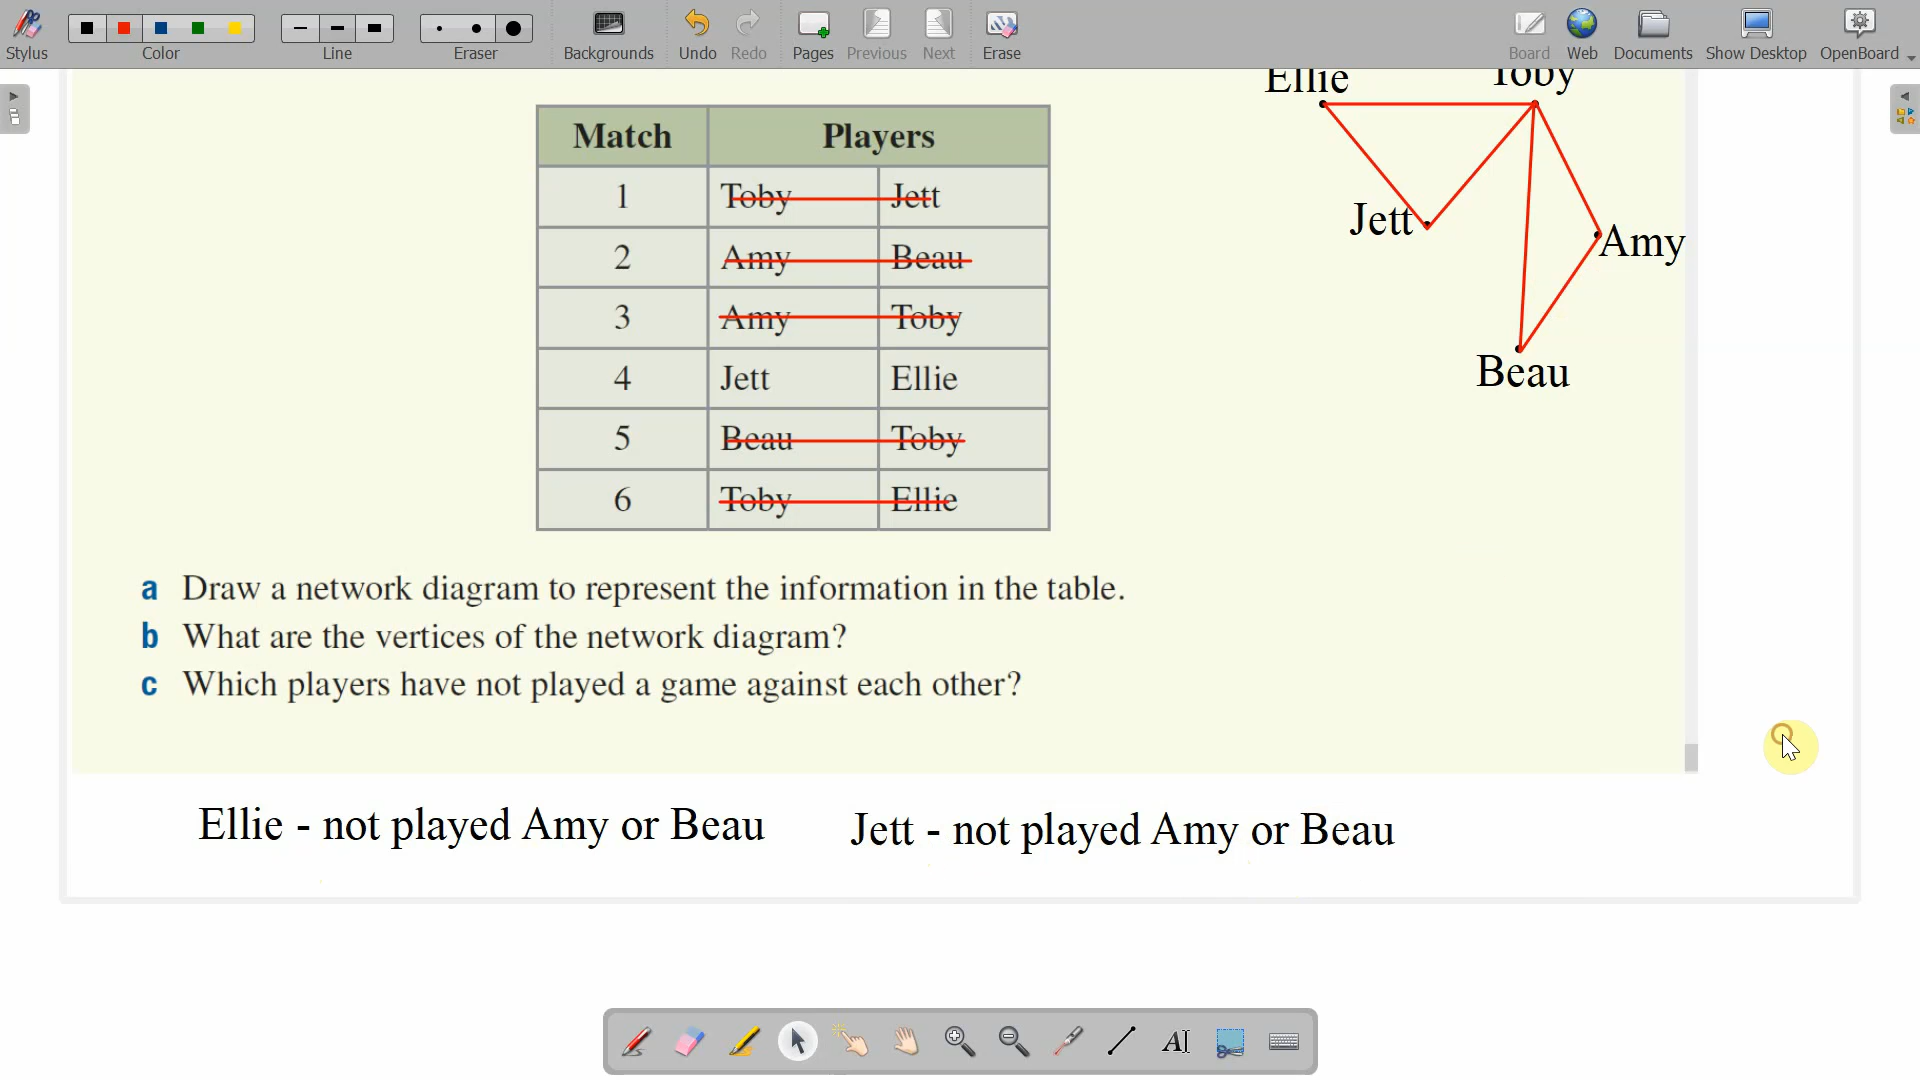 Stylus Color Line Eraser Backgrounds Undo Redo Pages Previous Next Erase Board Web Documents Show Desktop OpenBoard
Ellie Toby
Match Players
1 Toby Jett
2 Amy Beau
3 Amy Toby
4 Jett Ellie
5 Beau Toby
6 Toby Ellie
Jett
Amy
Beau
a Draw a network diagram to represent the information in the table.
b What are the vertices of the network diagram?
c Which players have not played a game against each other?
Ellie - not played Amy or Beau
Jett - not played Amy or Beau
AI